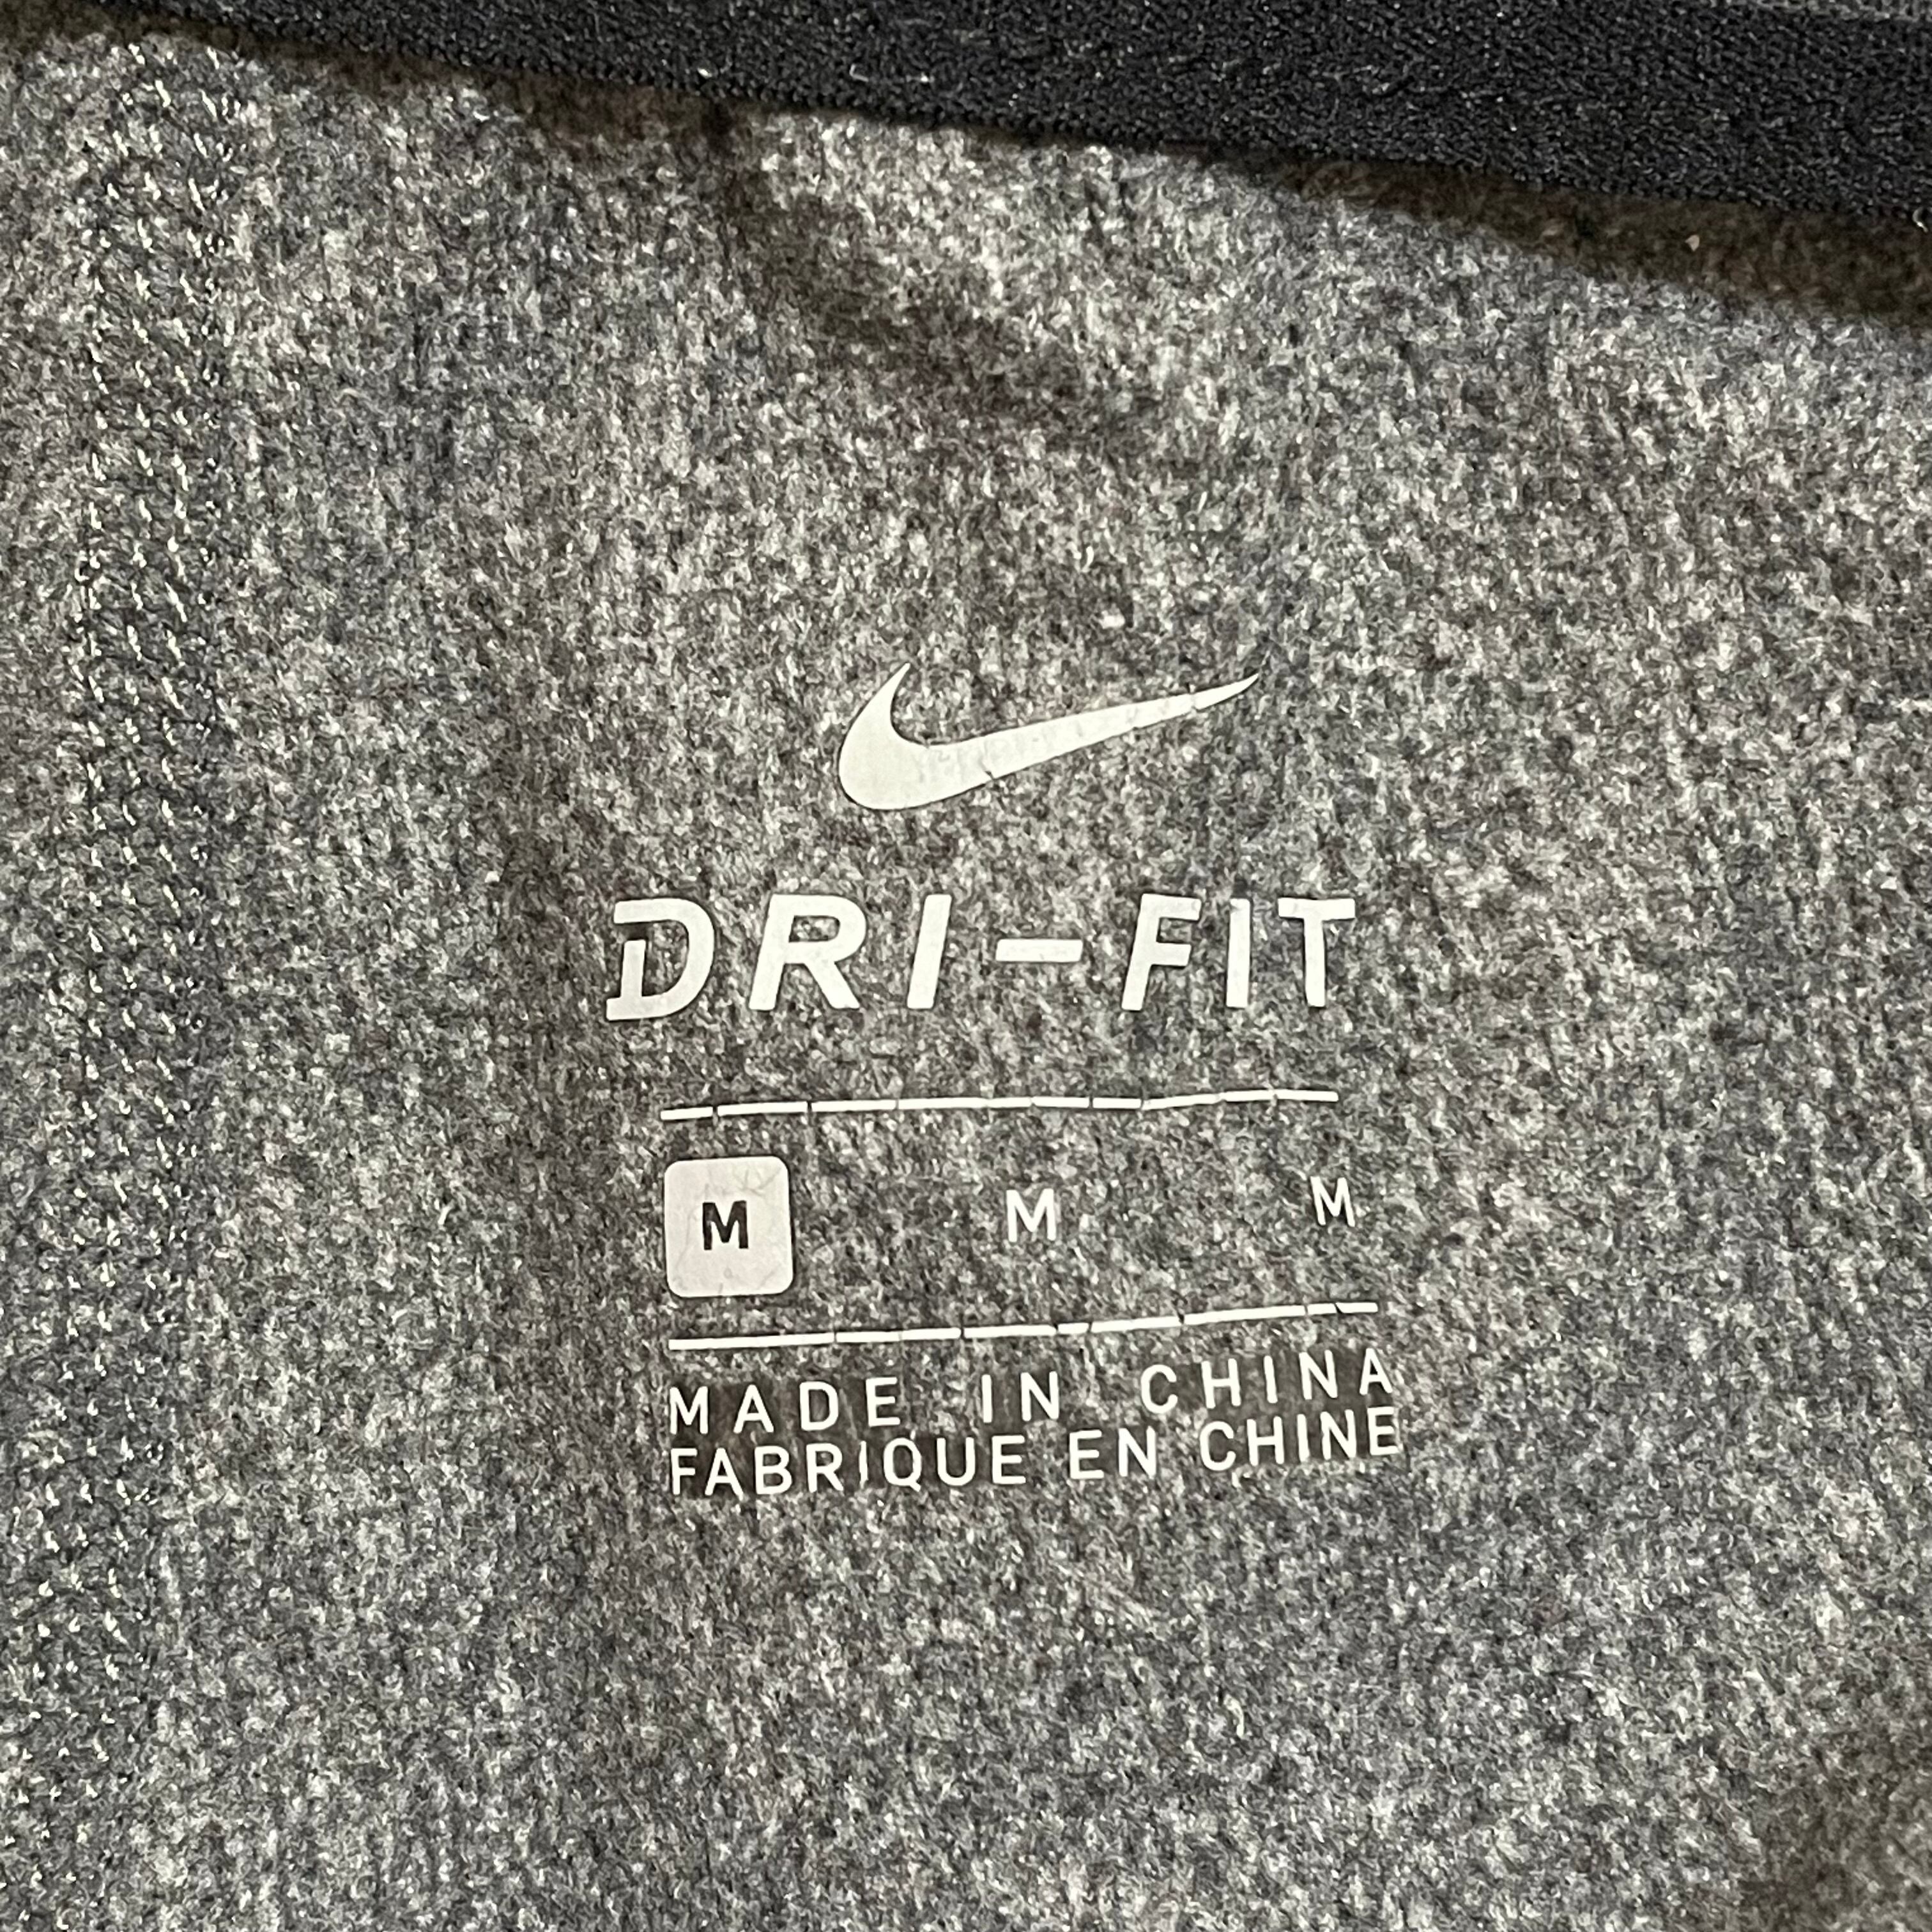 DRI-FIT
M M M
MADE IN CHINA
FABRIQUE EN CHINE